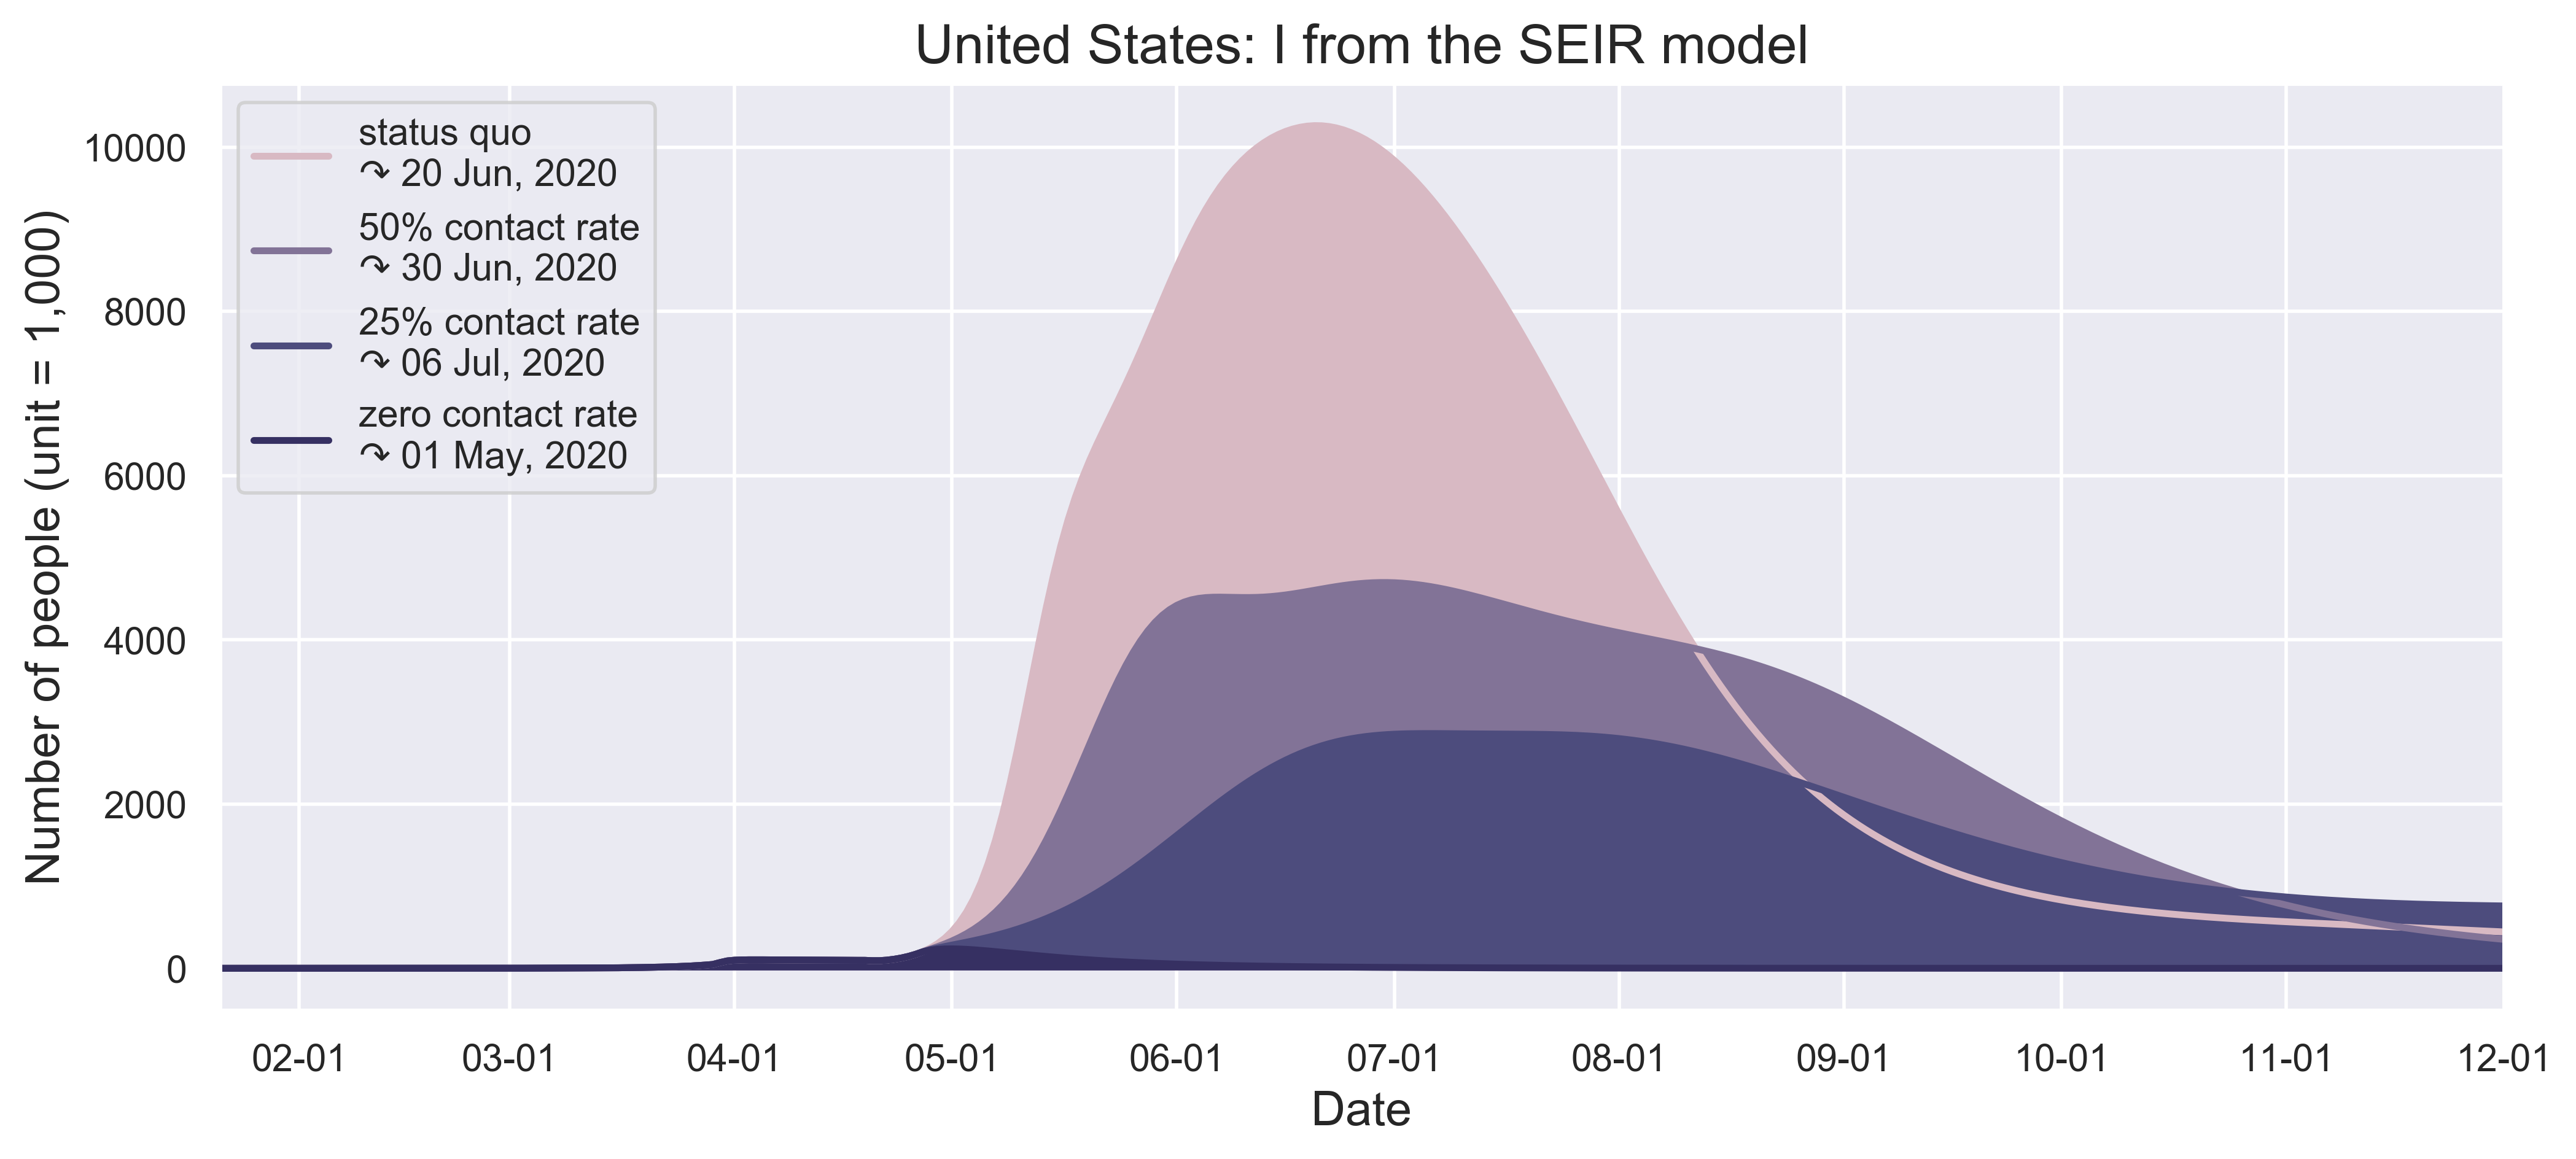 United States: I from the SEIR model
status quo
↷ 20 Jun, 2020
50% contact rate
↷ 30 Jun, 2020
25% contact rate
↷ 06 Jul, 2020
zero contact rate
↷ 01 May, 2020
Number of people (unit = 1,000)
10000
8000
6000
4000
2000
0
02-01 03-01 04-01 05-01 06-01 07-01 08-01 09-01 10-01 11-01 12-01
Date